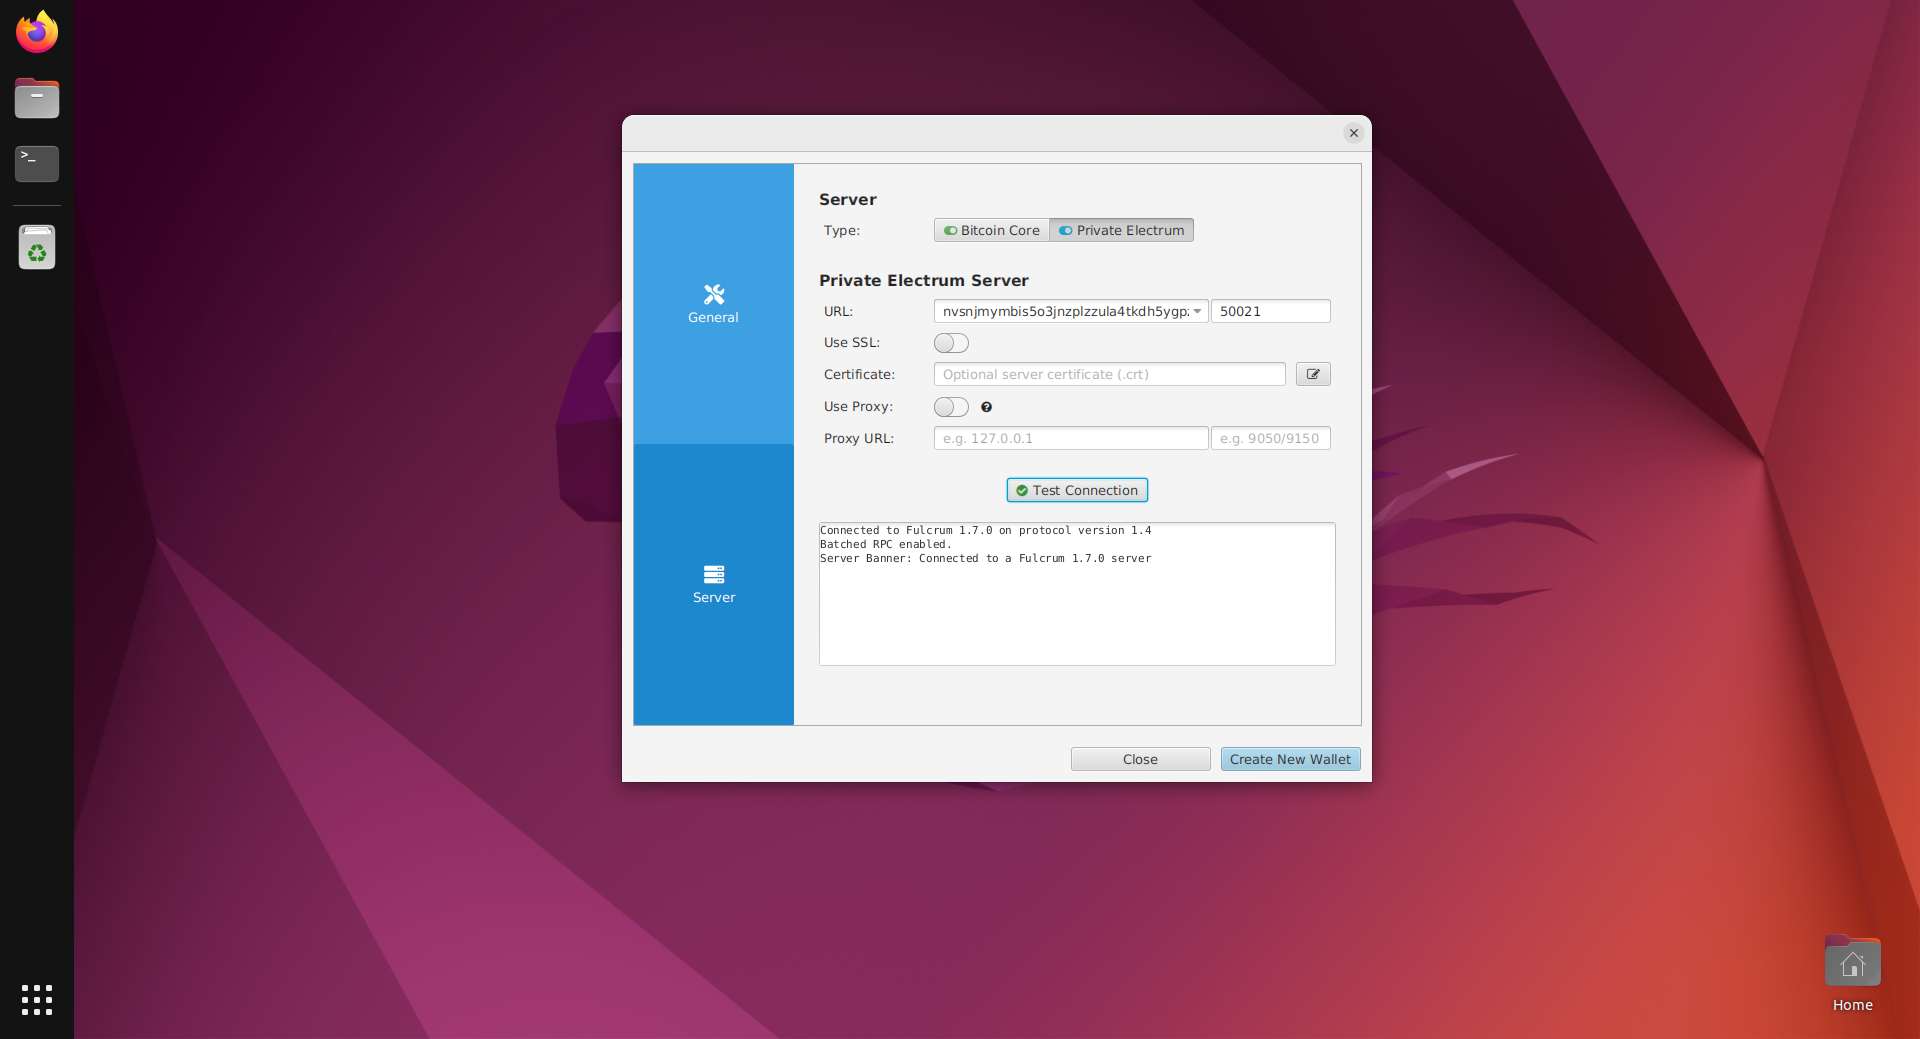 General
Server
Server
Type:
Bitcoin Core
Private Electrum
Private Electrum Server
URL:
nvsnjmymbis5o3jnzplzzula4tkdh5ygp
50021
Use SSL:
Certificate:
Optional server certificate (.crt)
Use Proxy:
Proxy URL:
e.g. 127.0.0.1
e.g. 9050/9150
Test Connection
Connected to Fulcrum 1.7.0 on protocol version 1.4
Batched RPC enabled.
Server Banner: Connected to a Fulcrum 1.7.0 server
Close
Create New Wallet
Home